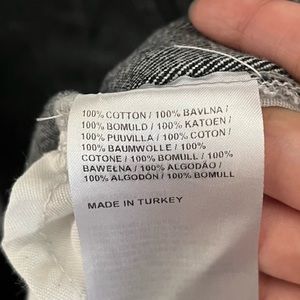 100% COTTON / 100% BAVLNA /
100% BOMULD / 100% KATOEN /
100% PUUVILLA / 100% COTON /
100% BAUMWOLLE / 100%
COTONE / 100% BOMULL / 100%
BAWEŁNA / 100% ALGODÃO /
100% ALGODÓN / 100% BOMULL
MADE IN TURKEY